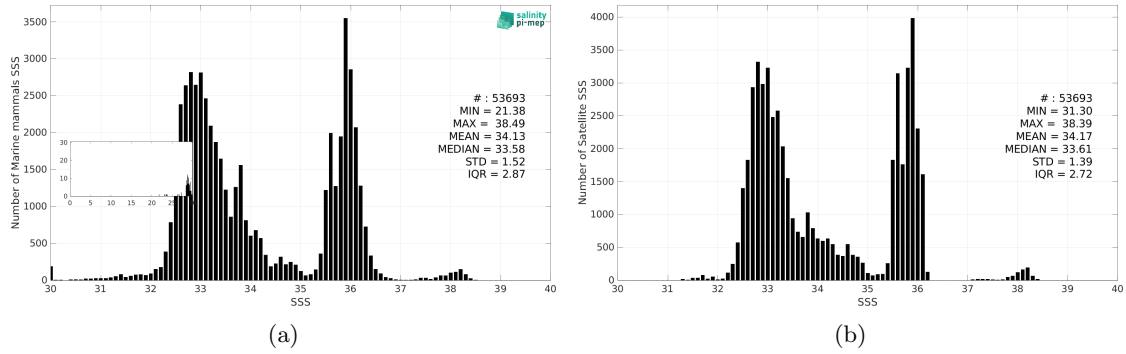 salinity
pi-mep
Number of Marine mammals SSS
3500
3000
2500
2000
1500
1000
500
0
# : 53693
MIN = 21.38
MAX = 38.49
MEAN = 34.13
MEDIAN = 33.58
STD = 1.52
IQR = 2.87
30
20
10
0
0 5 10 15 20 25
30 31 32 33 34 35 36 37 38 39 40
SSS
(a)
Number of Satellite SSS
4000
3500
3000
2500
2000
1500
1000
500
0
# : 53693
MIN = 31.30
MAX = 38.39
MEAN = 34.17
MEDIAN = 33.61
STD = 1.39
IQR = 2.72
30 31 32 33 34 35 36 37 38 39 40
SSS
(b)